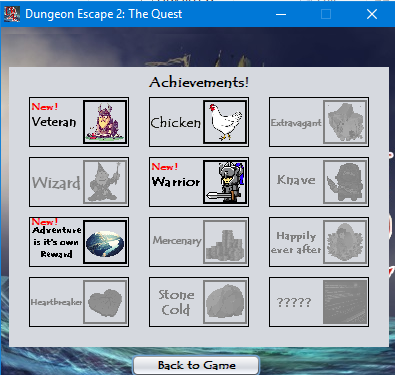 Dungeon Escape 2: The Quest
Achievements!
New!
Veteran
Chicken
Extravagant
Wizard
New!
Warrior
Knave
New!
Adventure
is it's own
Reward
Mercenary
Happily
ever after
Heartbreaker
Stone
Cold
?????
Back to Game